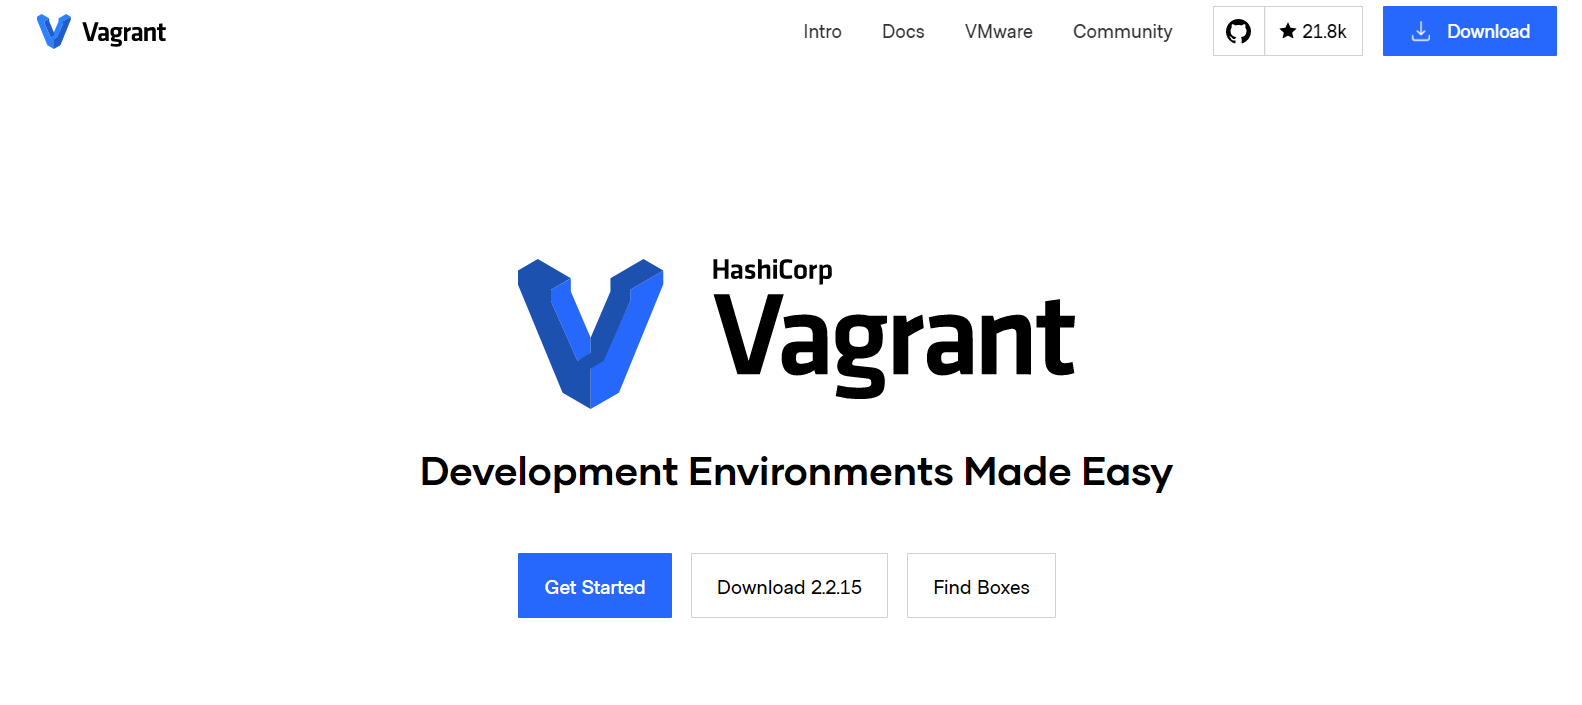 Vagrant Intro Docs VMware Community 21.8k Download
HashiCorp
Vagrant
Development Environments Made Easy
Get Started Download 2.2.15 Find Boxes